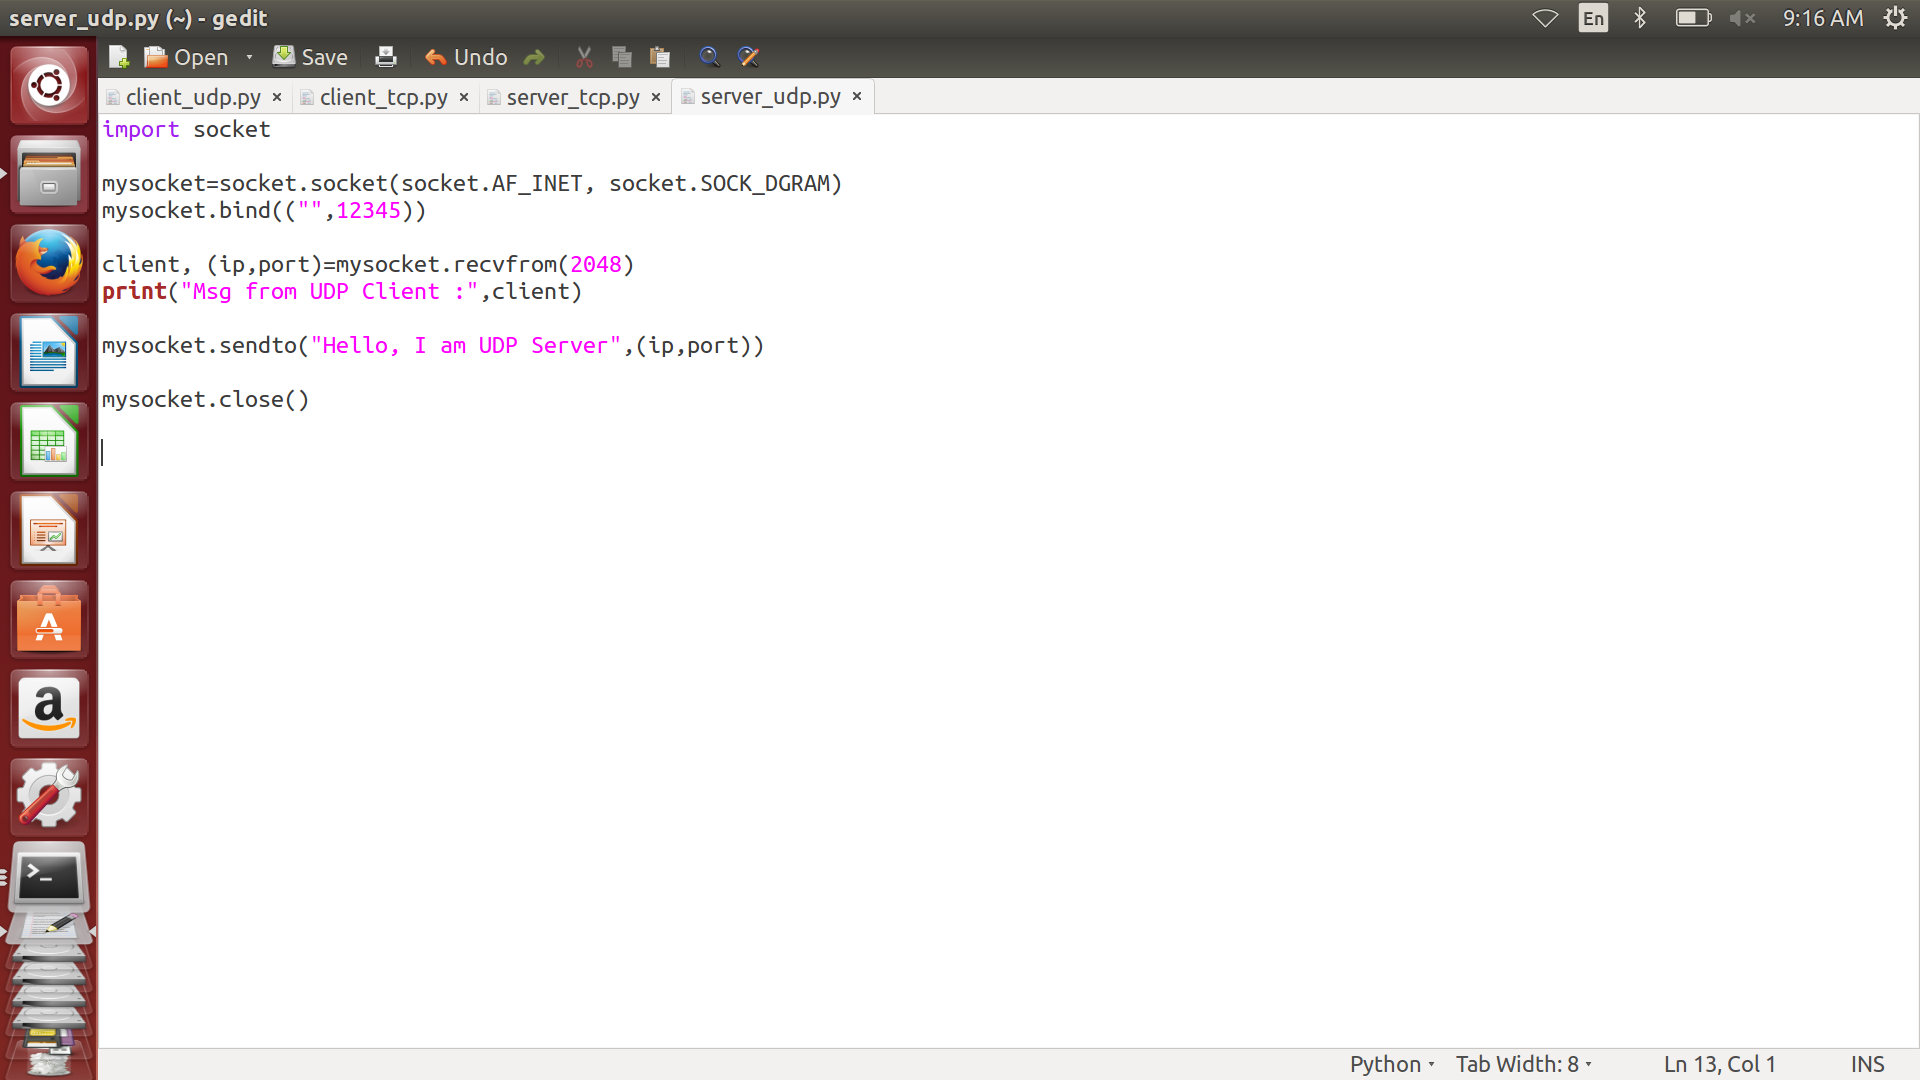 server_udp.py (~) - gedit
En
9:16 AM
Open
Save
Undo
client_udp.py × client_tcp.py × server_tcp.py × server_udp.py ×
import socket
mysocket=socket.socket(socket.AF_INET, socket.SOCK_DGRAM)
mysocket.bind(("",12345))
client, (ip,port)=mysocket.recvfrom(2048)
print("Msg from UDP Client :",client)
mysocket.sendto("Hello, I am UDP Server",(ip,port))
mysocket.close()
Python
Tab Width: 8
Ln 13, Col 1
INS